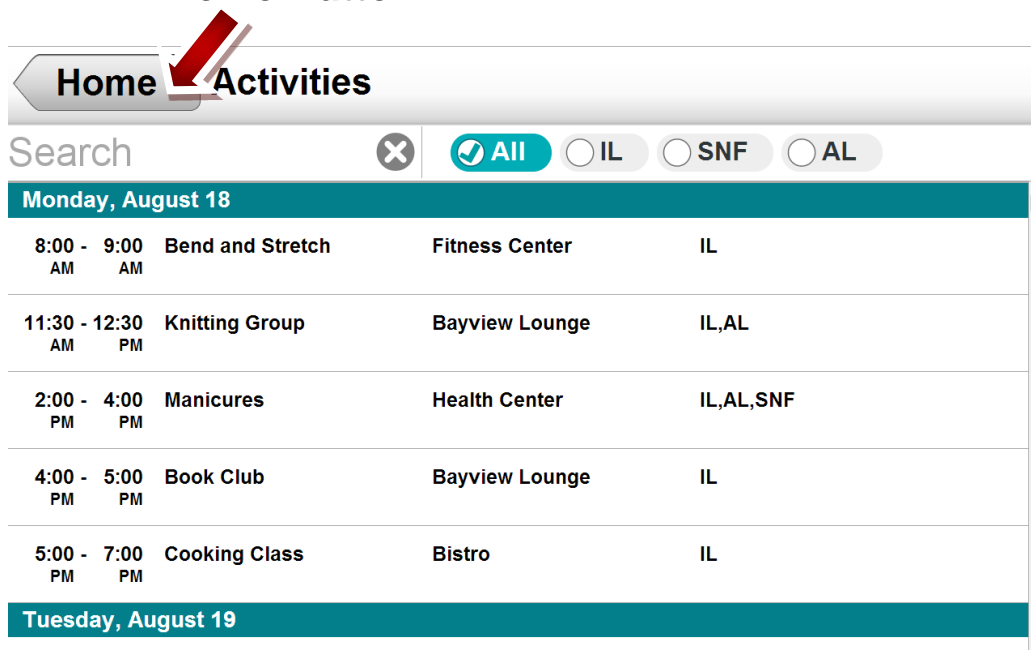 Home Activities
Search All IL SNF AL
Monday, August 18
8:00 - 9:00 Bend and Stretch Fitness Center IL
AM AM
11:30 - 12:30 Knitting Group Bayview Lounge IL,AL
AM PM
2:00 - 4:00 Manicures Health Center IL,AL,SNF
PM PM
4:00 - 5:00 Book Club Bayview Lounge IL
PM PM
5:00 - 7:00 Cooking Class Bistro IL
PM PM
Tuesday, August 19